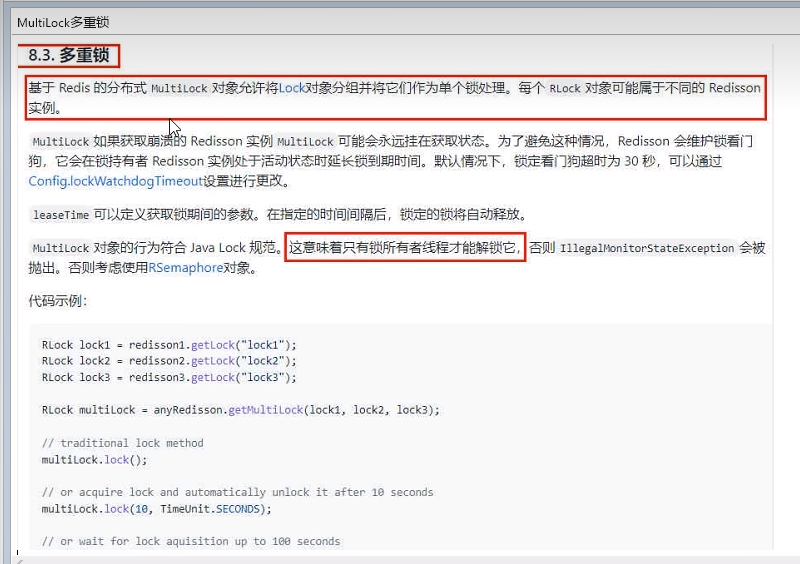 MultiLock多重锁
8.3. 多重锁
基于 Redis 的分布式 MultiLock 对象允许将Lock对象分组并将它们作为单个锁处理。每个 RLock 对象可能属于不同的 Redisson
实例。
MultiLock 如果获取崩溃的 Redisson 实例 MultiLock 可能会永远挂在获取状态。为了避免这种情况，Redisson 会维护锁看门
狗，它会在锁持有者 Redisson 实例处于活动状态时延长锁到期时间。默认情况下，锁定看门狗超时为 30 秒，可以通过
Config.lockWatchdogTimeout设置进行更改。
leaseTime 可以定义获取锁期间的参数。在指定的时间间隔后，锁定的锁将自动释放。
MultiLock 对象的行为符合 Java Lock 规范。这意味着只有锁所有者线程才能解锁它，否则 IllegalMonitorStateException 会被
抛出。否则考虑使用RSemaphore对象。
代码示例：
RLock lock1 = redisson1.getLock("lock1");
RLock lock2 = redisson2.getLock("lock2");
RLock lock3 = redisson3.getLock("lock3");
RLock multiLock = anyRedisson.getMultiLock(lock1, lock2, lock3);
// traditional lock method
multiLock.lock();
// or acquire lock and automatically unlock it after 10 seconds
multiLock.lock(10, TimeUnit.SECONDS);
// or wait for lock aquisition up to 100 seconds